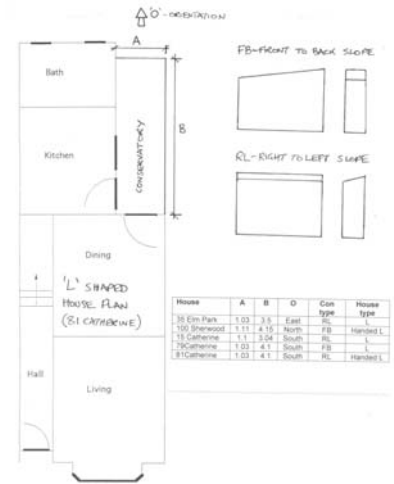 'O' - ORIENTATION
A
FB-FRONT TO BACK SLOPE
Bath
B
Kitchen
CONSERVATORY
RL-RIGHT TO LEFT SLOPE
Dining
'L' SHAPED
HOUSE PLAN
(81 CATHERINE)
House A B O Con type House type
35 Elm Park 1.03 3.5 East RL L
100 Sherwood 1.11 4.15 North FB Handed L
15 Catherine 1.1 3.04 South RL L
79Catherine 1.03 4.1 South FB L
81Catherine 1.03 4.1 South RL Handed L
Hall
Living